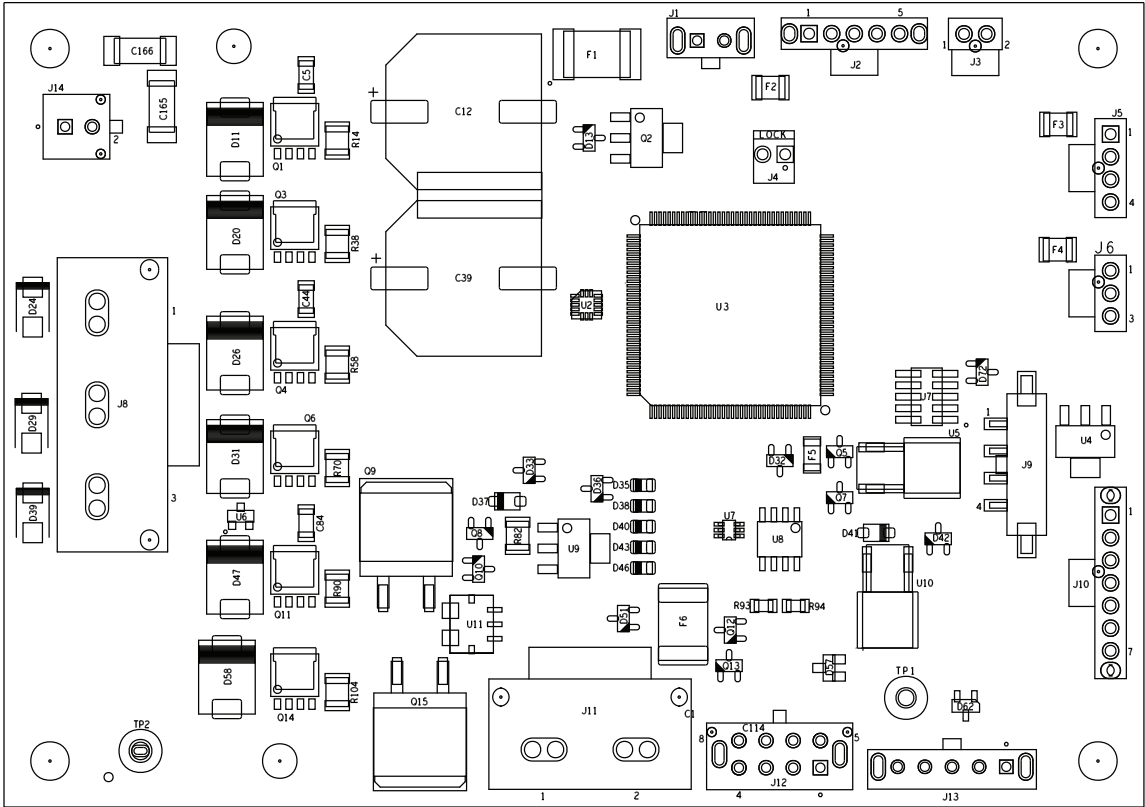 J1
1
5
J2
1
2
J3
C166
F1
C5
F2
J14
C165
2
+
C12
D11
R14
Q1
D13
Q2
LOCK
J4
F3
J5
1
4
Q3
D20
R38
+
C39
F4
J6
1
3
D24
C44
U2
U3
1
D26
R58
Q4
J8
D72
J7
D29
Q6
D31
R70
1
U5
U4
J9
4
3
Q9
D33
D36
D35
D32
F5
Q5
D37
D38
Q7
D39
U6
C84
Q8
R82
U9
D40
U7
U8
D41
D42
1
D43
Q10
D46
D47
R90
Q11
U10
J10
U11
D51
F6
R93
R94
Q12
7
Q13
D57
D58
R104
Q14
Q15
TP1
D62
J11
C1
C114
8
5
TP2
1
2
4
J12
J13